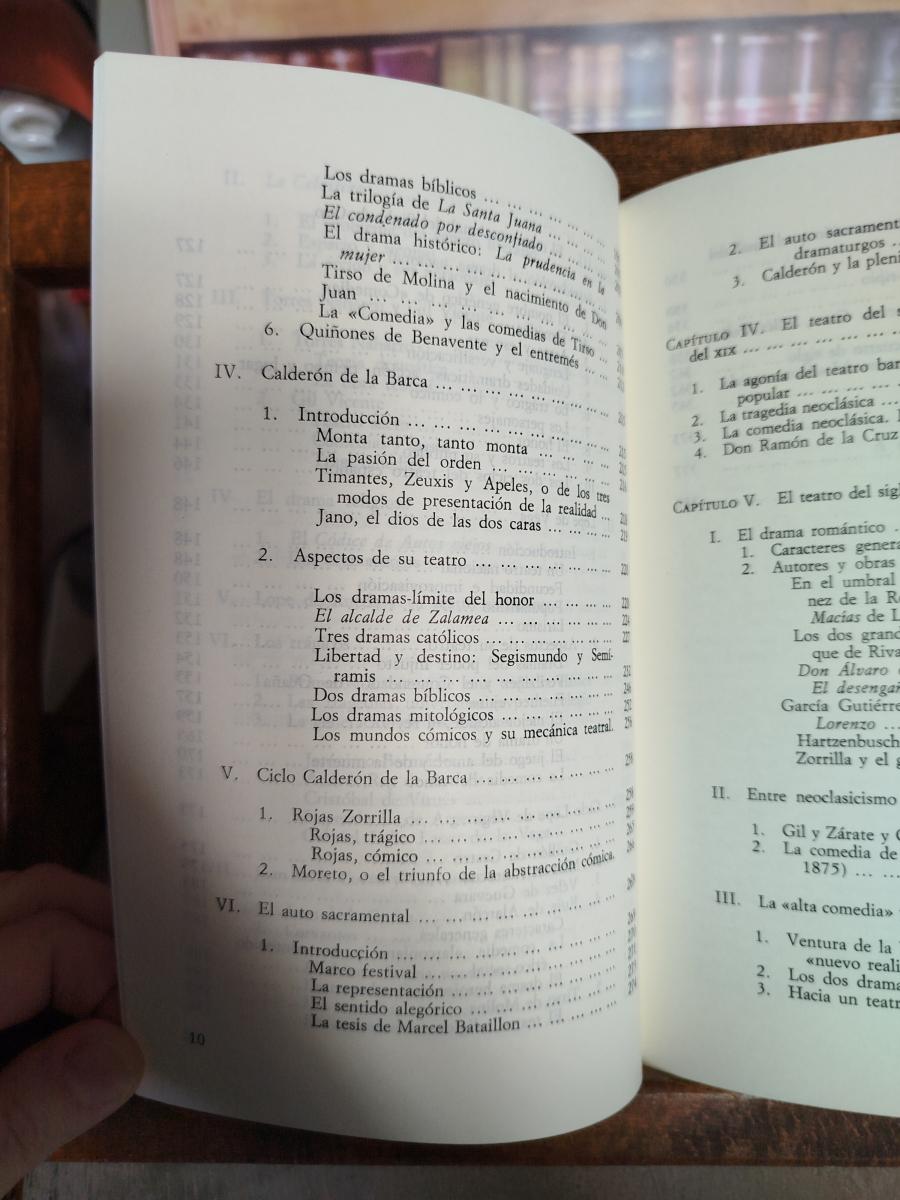 Los dramas bíblicos ... ... ... ... ... ...
La trilogía de La Santa Juana ... ... ...
El condenado por desconfiado ... ... ...
El drama histórico: La prudencia en la
mujer ... ... ... ... ... ... ... ...
Tirso de Molina y el nacimiento de Don
Juan ... ... ... ... ... ... ... ...
La «Comedia» y las comedias de Tirso ...
6. Quiñones de Benavente y el entremés ... ...
IV. Calderón de la Barca ... ... ... ... ... ... ...
1. Introducción ... ... ... ... ... ... ... ...
Monta tanto, tanto monta ... ... ... ...
La pasión del orden ... ... ... ... ...
Timantes, Zeuxis y Apeles, o de los tres
modos de presentación de la realidad ...
Jano, el dios de las dos caras ... ... ... 219
2. Aspectos de su teatro ... ... ... ... ... ...
Los dramas-límite del honor ... ... ... 220
El alcalde de Zalamea ... ... ... ... ... 224
Tres dramas católicos ... ... ... ... ... 227
Libertad y destino: Segismundo y Semí-
ramis ... ... ... ... ... ... ... ... 232
Dos dramas bíblicos ... ... ... ... ... 246
Los dramas mitológicos ... ... ... ... 252
Los mundos cómicos y su mecánica teatral.
V. Ciclo Calderón de la Barca ... ... ... ... ... ...
1. Rojas Zorrilla ... ... ... ... ... ... ... ...
Rojas, trágico ... ... ... ... ... ... ...
Rojas, cómico ... ... ... ... ... ... ...
2. Moreto, o el triunfo de la abstracción cómica.
VI. El auto sacramental ... ... ... ... ... ... ... ...
1. Introducción ... ... ... ... ... ... ... ...
Marco festival ... ... ... ... ... ... ...
La representación ... ... ... ... ... ...
El sentido alegórico ... ... ... ... ... ...
La tesis de Marcel Bataillon ... ... ... ...
10
2. El auto sacrament
dramaturgos ...
3. Calderón y la pleni
CAPÍTULO IV. El teatro del s
del XIX ... ... ... ... ... ... ...
1. La agonía del teatro bar
popular ... ... ... ...
2. La tragedia neoclásica ... ...
3. La comedia neoclásica.
4. Don Ramón de la Cruz
CAPÍTULO V. El teatro del sigl
I. El drama romántico ...
1. Caracteres genera
2. Autores y obras
En el umbral
nez de la R
Macías de L
Los dos grand
que de Riva
Don Álvaro
El desengañ
García Gutiérre
Lorenzo ...
Hartzenbusch
Zorrilla y el g
II. Entre neoclasicismo
1. Gil y Zárate y
2. La comedia de
1875) ... ...
III. La «alta comedia»
1. Ventura de la
«nuevo reali
2. Los dos drama
3. Hacia un teatr